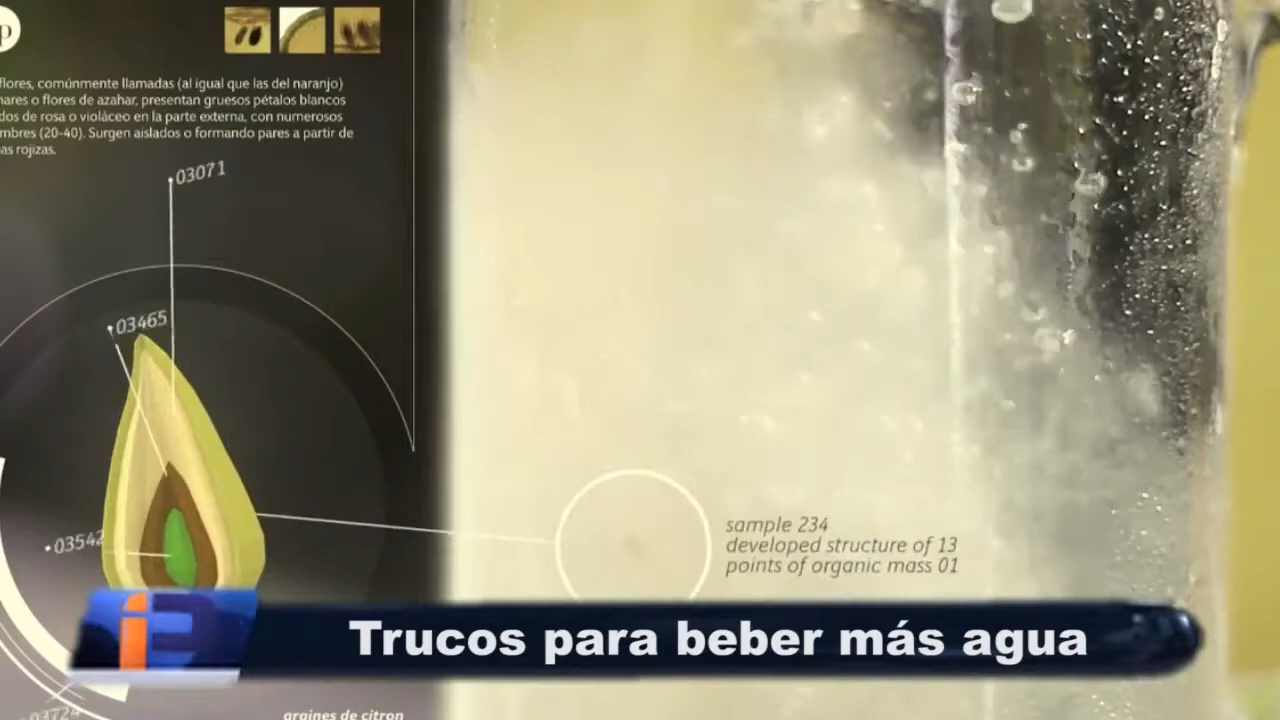 p
flores, comúnmente llamadas (al igual que las del naranjo)
ares o flores de azahar, presentan gruesos pétalos blancos
dos de rosa o violáceo en la parte externa, con numerosos
mbres (20-40). Surgen aislados o formando pares a partir de
as rojizas.
03071
03465
03542
sample 234
developed structure of 13
points of organic mass 01
iE
Trucos para beber más agua
03724
graines de citron